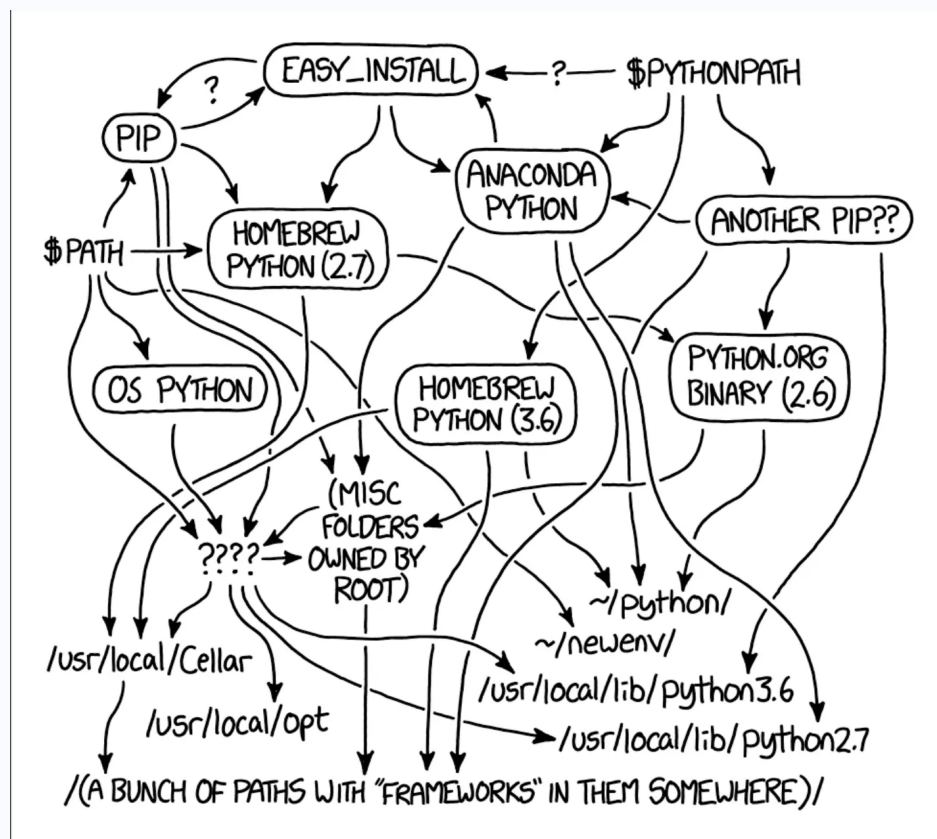 EASY_INSTALL
?
$PYTHONPATH
?
PIP
ANACONDA
PYTHON
ANOTHER PIP??
HOMEBREW
PYTHON (2.7)
$PATH
OS PYTHON
HOMEBREW
PYTHON (3.6)
PYTHON.ORG
BINARY (2.6)
(MISC
FOLDERS
OWNED BY
ROOT)
????
~/python/
~/newenv/
/usr/local/Cellar
/usr/local/lib/python3.6
/usr/local/opt
/usr/local/lib/python2.7
/(A BUNCH OF PATHS WITH "FRAMEWORKS" IN THEM SOMEWHERE)/